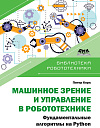 БИБЛИОТЕКА
РОБОТОТЕХНИКИ
Питер Корк
МАШИННОЕ ЗРЕНИЕ
И УПРАВЛЕНИЕ
В РОБОТОТЕХНИКЕ
Фундаментальные
алгоритмы на Python